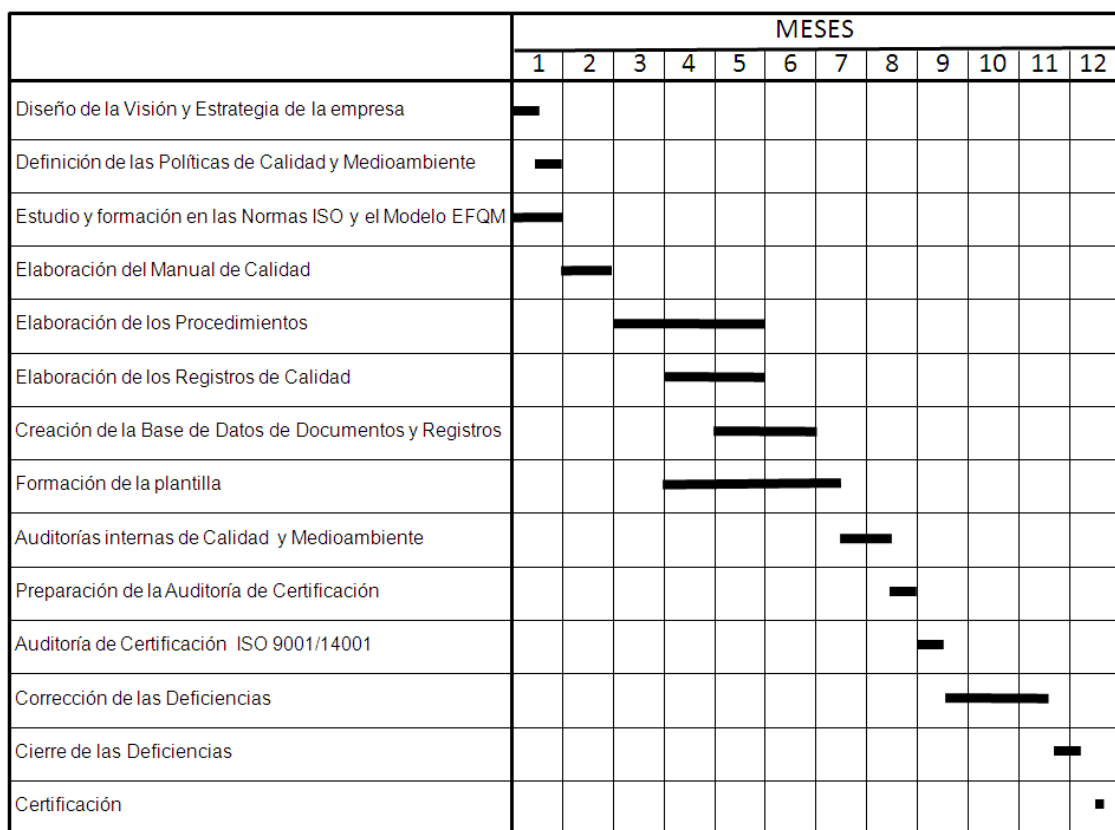 MESES
1 2 3 4 5 6 7 8 9 10 11 12
Diseño de la Visión y Estrategia de la empresa
Definición de las Políticas de Calidad y Medioambiente
Estudio y formación en las Normas ISO y el Modelo EFQM
Elaboración del Manual de Calidad
Elaboración de los Procedimientos
Elaboración de los Registros de Calidad
Creación de la Base de Datos de Documentos y Registros
Formación de la plantilla
Auditorías internas de Calidad y Medioambiente
Preparación de la Auditoría de Certificación
Auditoría de Certificación ISO 9001/14001
Corrección de las Deficiencias
Cierre de las Deficiencias
Certificación